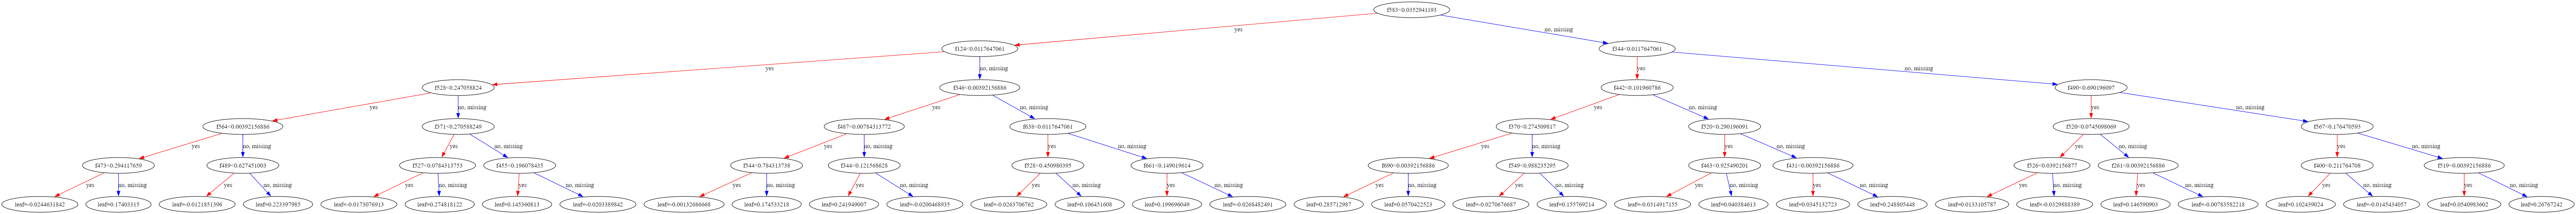 f383<0.0352941193
yes
no, missing
f124<0.0117647061
f344<0.0117647061
yes
no, missing
yes
no, missing
f328<0.247058824
f346<0.00392156886
f442<0.101960786
f490<0.690196097
yes
no, missing
yes
no, missing
yes
no, missing
yes
no, missing
f564<0.00392156886
f371<0.270588249
f487<0.00784313772
f638<0.0117647061
f370<0.274509817
f320<0.290196091
f520<0.0745098069
f567<0.176470593
yes
no, missing
yes
no, missing
yes
no, missing
yes
no, missing
yes
no, missing
yes
no, missing
yes
no, missing
yes
no, missing
f473<0.294117659
f489<0.627451003
f527<0.0784313753
f455<0.196078435
f544<0.784313738
f344<0.121568628
f528<0.450980395
f661<0.149019614
f690<0.00392156886
f549<0.988235295
f463<0.925490201
f431<0.00392156886
f526<0.0392156877
f261<0.00392156886
f400<0.211764708
f519<0.00392156886
yes
no, missing
yes
no, missing
yes
no, missing
yes
no, missing
yes
no, missing
yes
no, missing
yes
no, missing
yes
no, missing
yes
no, missing
yes
no, missing
yes
no, missing
yes
no, missing
yes
no, missing
yes
no, missing
yes
no, missing
yes
no, missing
leaf=-0.0244631842
leaf=0.17403315
leaf=-0.0121851396
leaf=0.223397985
leaf=-0.0173076913
leaf=0.274818122
leaf=0.145360813
leaf=-0.0203389842
leaf=-0.00132686668
leaf=0.174533218
leaf=0.241949007
leaf=-0.0200468935
leaf=-0.0263706762
leaf=0.106451608
leaf=0.199696049
leaf=-0.0268482491
leaf=0.285712987
leaf=0.0570422523
leaf=-0.0270676687
leaf=0.155769214
leaf=-0.0314917155
leaf=0.040384613
leaf=0.0345132723
leaf=0.248805448
leaf=0.0133105787
leaf=-0.0329888389
leaf=0.146590903
leaf=-0.00783582218
leaf=0.102439024
leaf=-0.0145434057
leaf=0.0540983602
leaf=0.26767242